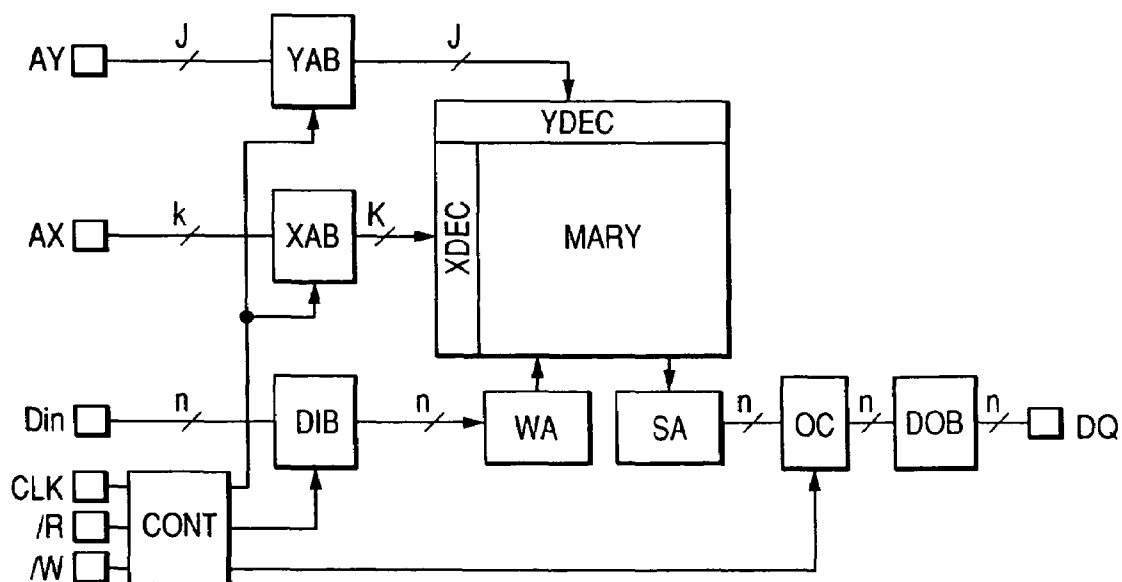 AY J YAB J
YDEC
AX k XAB K XDEC MARY
Din n DIB n WA SA n OC n DOB n DQ
CLK
/R CONT
/W